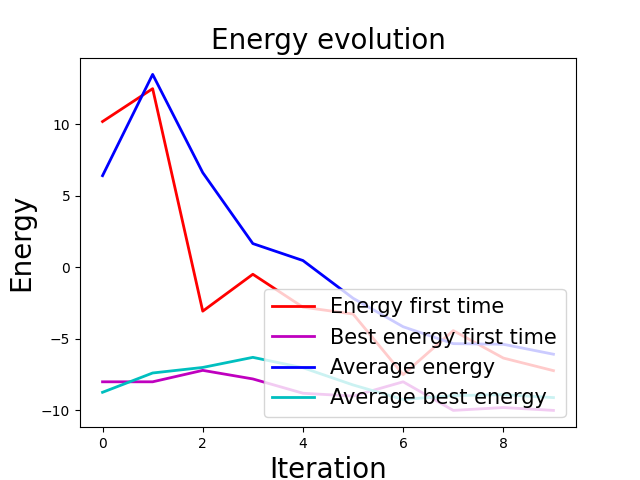 Energy evolution
Energy
10
5
0
−5
−10
Energy first time
Best energy first time
Average energy
Average best energy
0 2 4 6 8
Iteration